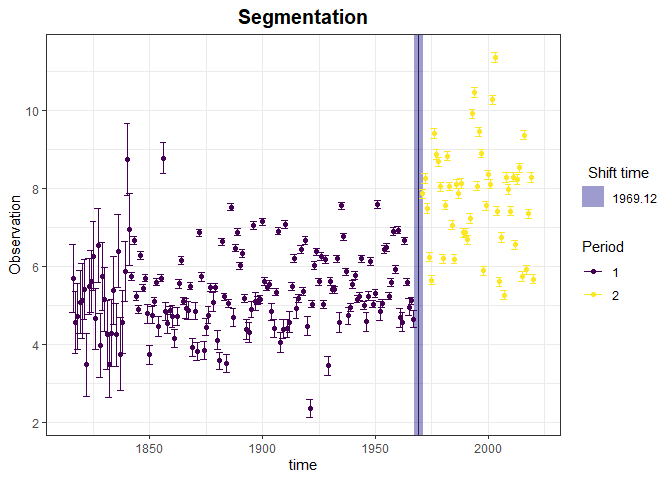 Segmentation
Observation
10
8
6
4
2
1850
1900
1950
2000
time
Shift time
1969.12
Period
1
2